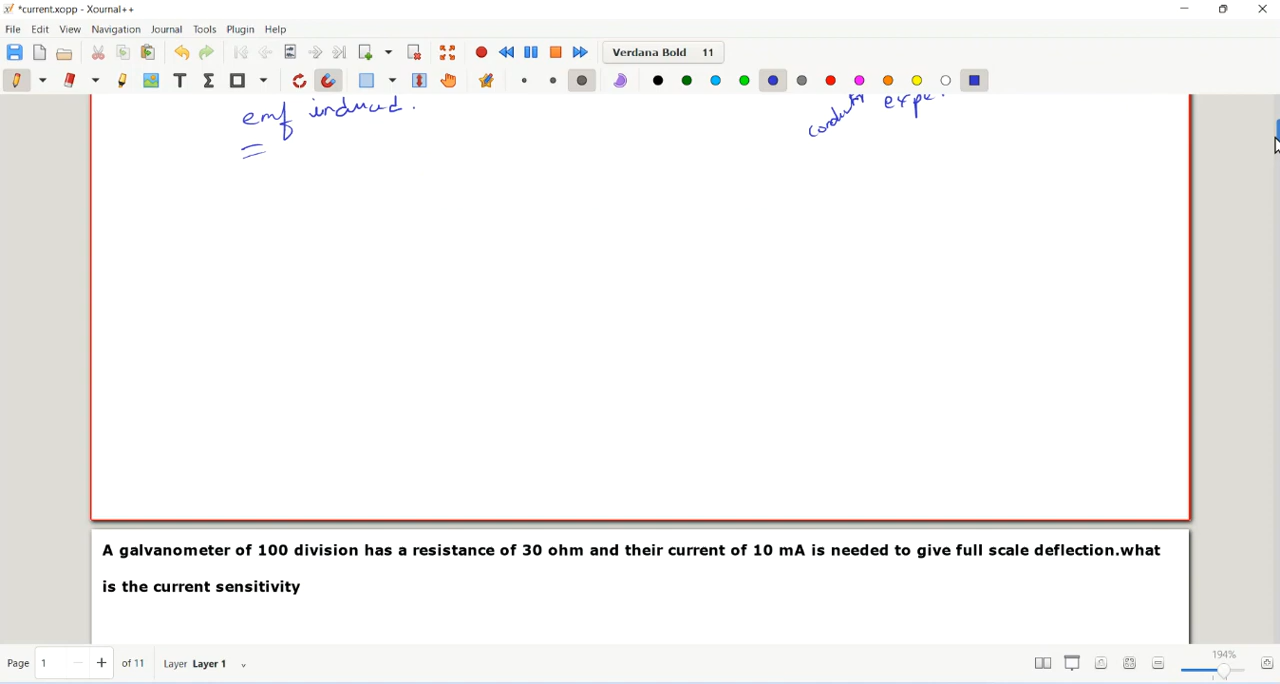 *current.xopp - Xournal++
File Edit View Navigation Journal Tools Plugin Help
Verdana Bold 11
emf induced.
expe.
A galvanometer of 100 division has a resistance of 30 ohm and their current of 10 mA is needed to give full scale deflection.what
is the current sensitivity
Page 1 of 11 Layer Layer 1 194%